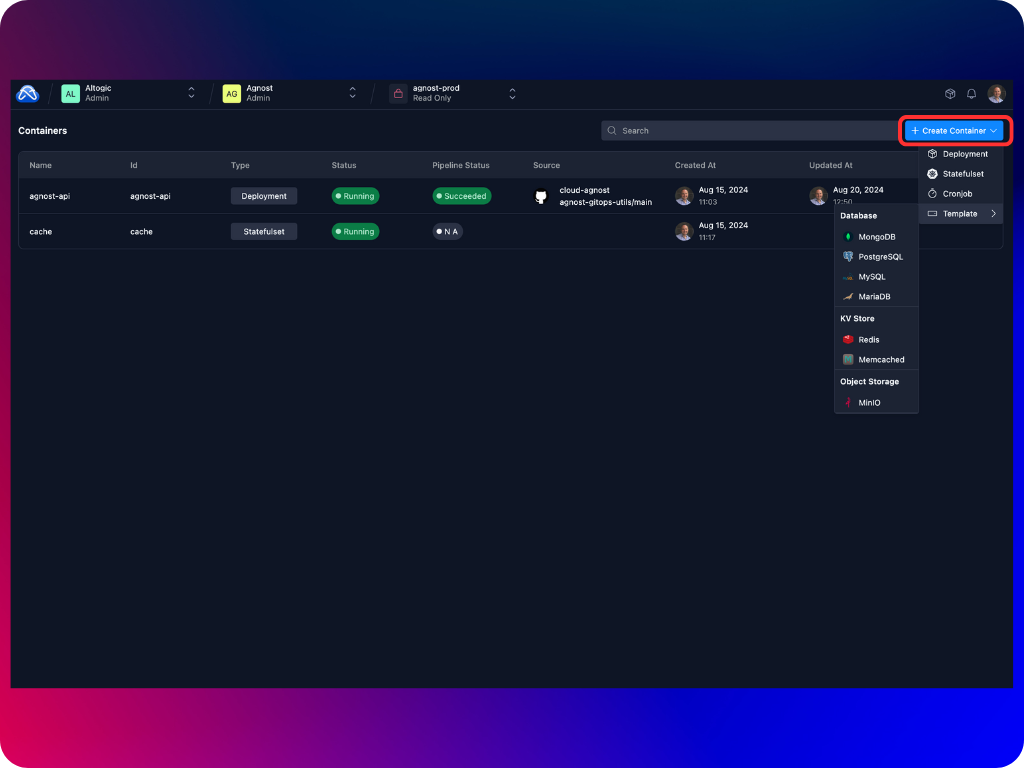 AL Altogic
Admin
AG Agnost
Admin
agnost-prod
Read Only
Containers
Search
+ Create Container
Name Id Type Status Pipeline Status Source Created At Updated At
agnost-api agnost-api Deployment Running Succeeded cloud-agnost
agnost-gitops-utils/main
Aug 15, 2024
11:03
Aug 20, 2024
12:50
cache cache Statefulset Running N A Aug 15, 2024
11:17
Deployment
Statefulset
Cronjob
Template
Database
MongoDB
PostgreSQL
MySQL
MariaDB
KV Store
Redis
Memcached
Object Storage
MinIO